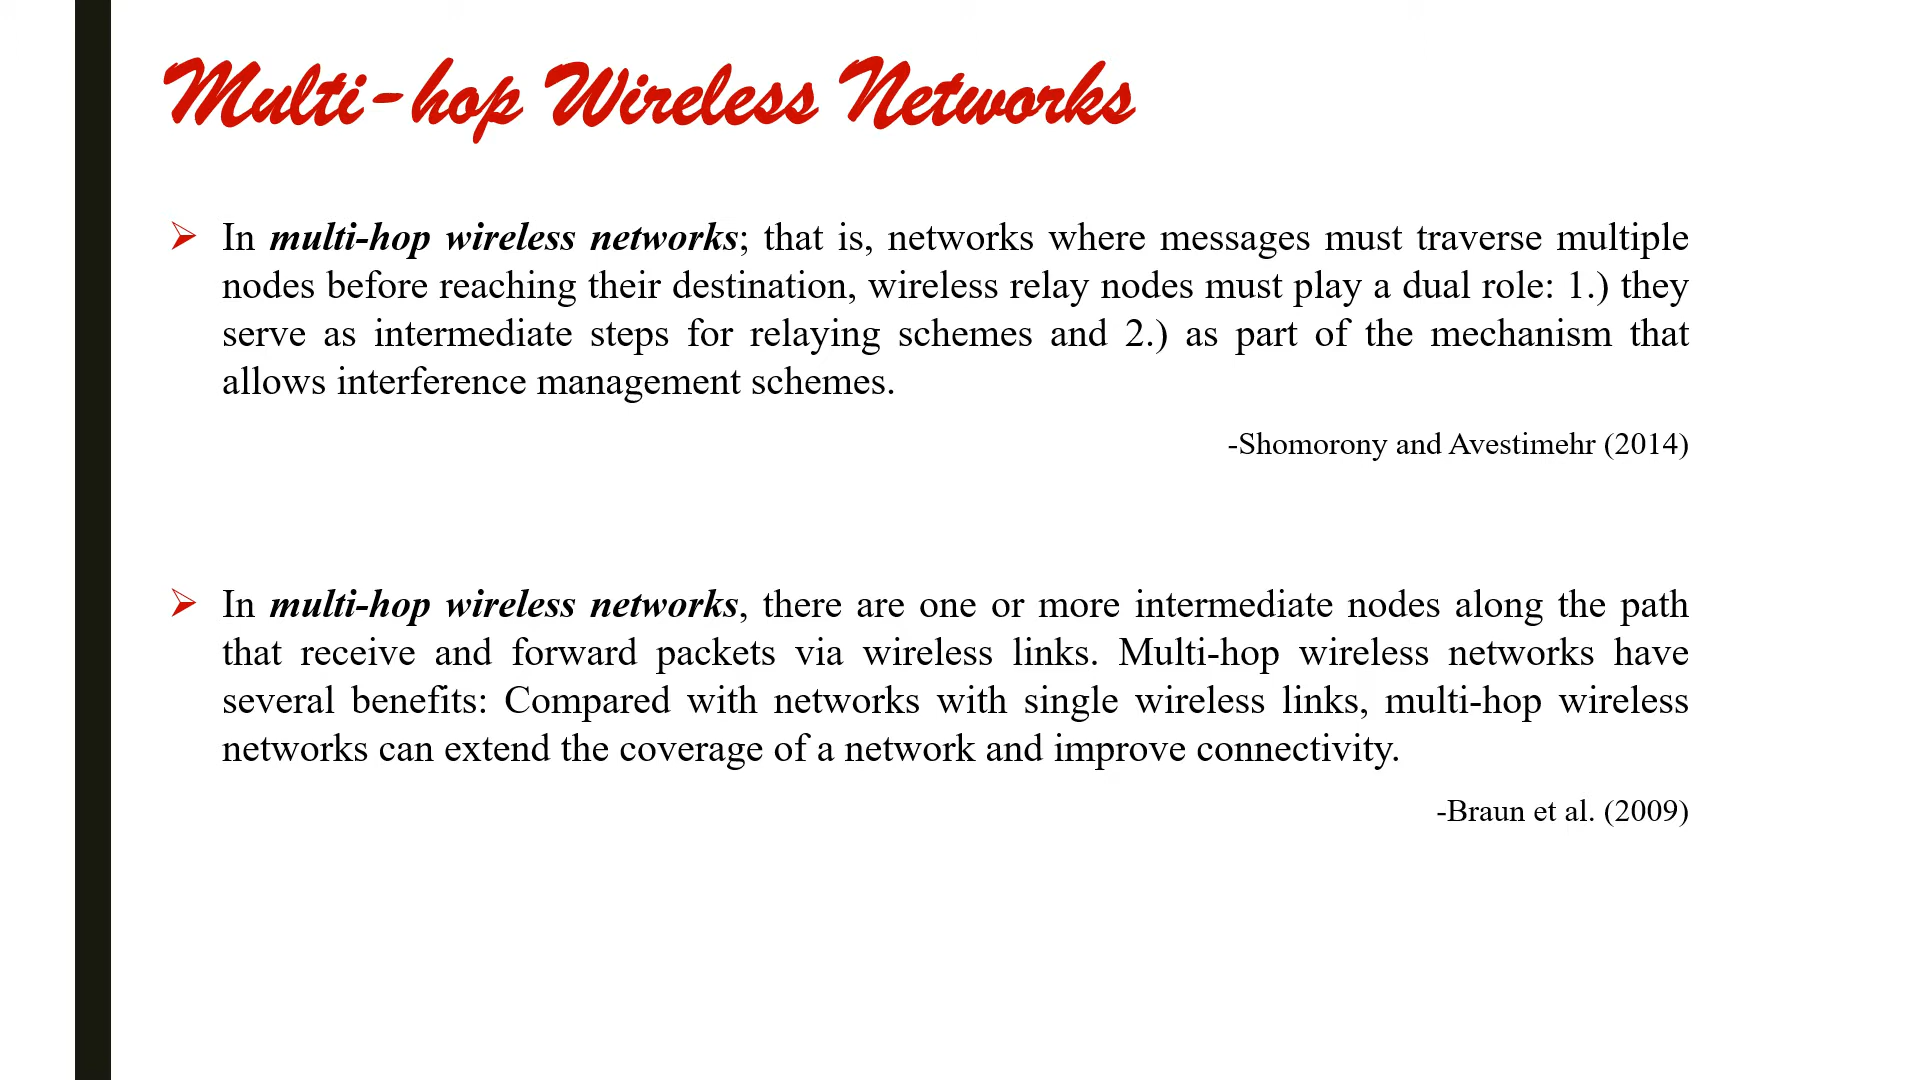 Multi-hop Wireless Networks
In multi-hop wireless networks; that is, networks where messages must traverse multiple
nodes before reaching their destination, wireless relay nodes must play a dual role: 1.) they
serve as intermediate steps for relaying schemes and 2.) as part of the mechanism that
allows interference management schemes.
-Shomorony and Avestimehr (2014)
In multi-hop wireless networks, there are one or more intermediate nodes along the path
that receive and forward packets via wireless links. Multi-hop wireless networks have
several benefits: Compared with networks with single wireless links, multi-hop wireless
networks can extend the coverage of a network and improve connectivity.
-Braun et al. (2009)